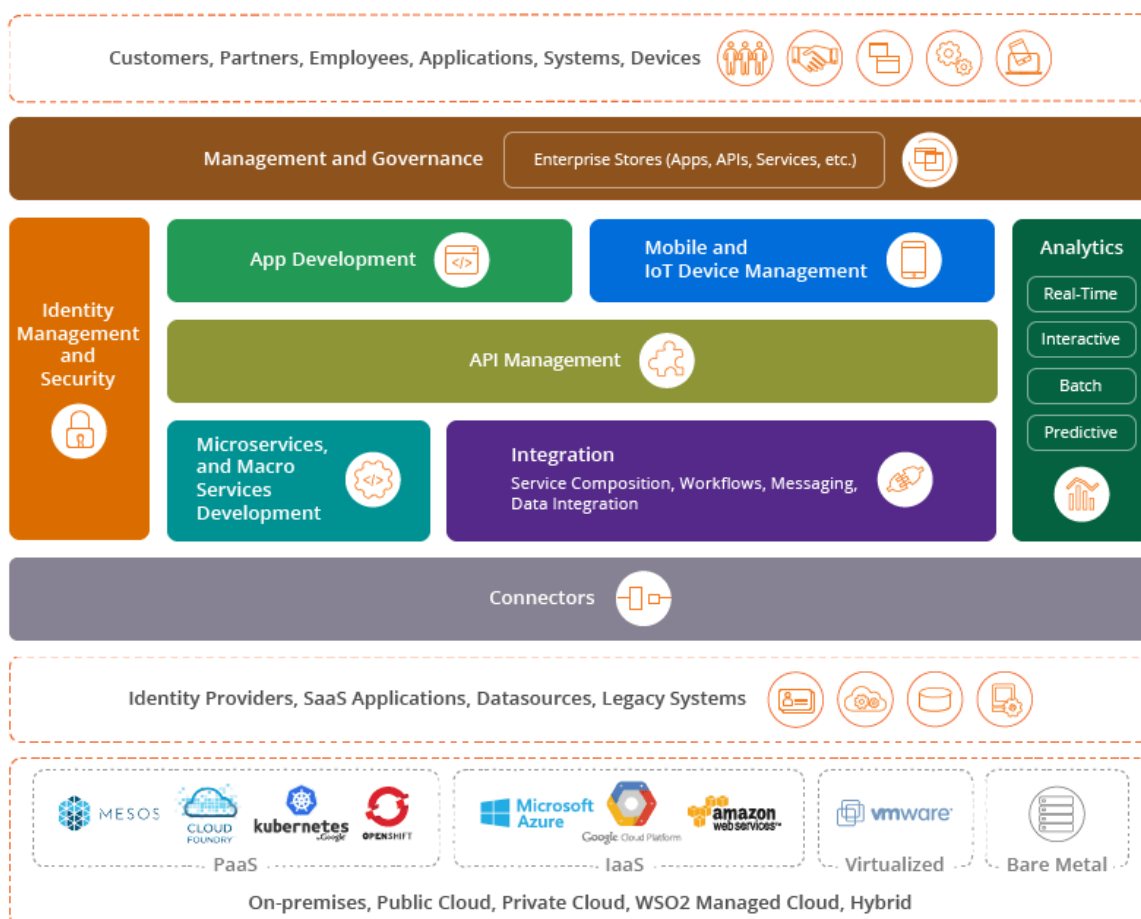 Customers, Partners, Employees, Applications, Systems, Devices
Management and Governance
Enterprise Stores (Apps, APIs, Services, etc.)
Identity
Management
and
Security
App Development
</>
Mobile and
IoT Device Management
Analytics
Real-Time
Interactive
Batch
Predictive
API Management
Microservices,
and Macro
Services
Development
</>
Integration
Service Composition, Workflows, Messaging,
Data Integration
Connectors
Identity Providers, SaaS Applications, Datasources, Legacy Systems
MESOS
CLOUD
FOUNDRY
kubernetes
by Google
OPENSHIFT
PaaS
Microsoft
Azure
Google Cloud Platform
amazon
web services™
IaaS
vmware®
Virtualized
Bare Metal
On-premises, Public Cloud, Private Cloud, WSO2 Managed Cloud, Hybrid